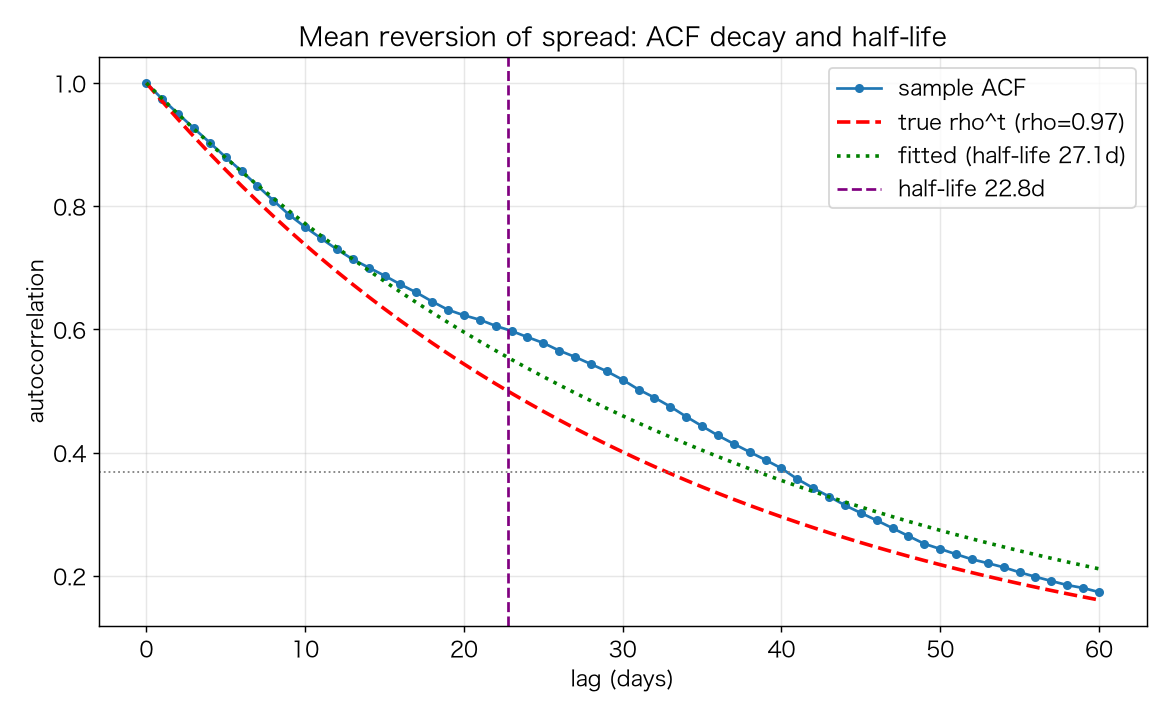 Mean reversion of spread: ACF decay and half-life
sample ACF
true rho^t (rho=0.97)
fitted (half-life 27.1d)
half-life 22.8d
autocorrelation
1.0
0.8
0.6
0.4
0.2
0 10 20 30 40 50 60
lag (days)